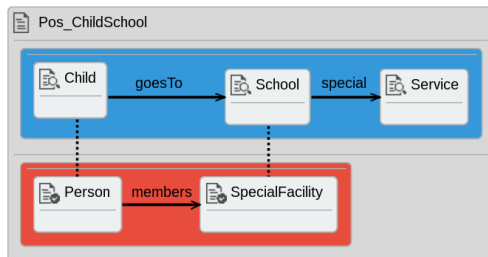 Pos_ChildSchool
Child goesTo School special Service
Person members SpecialFacility